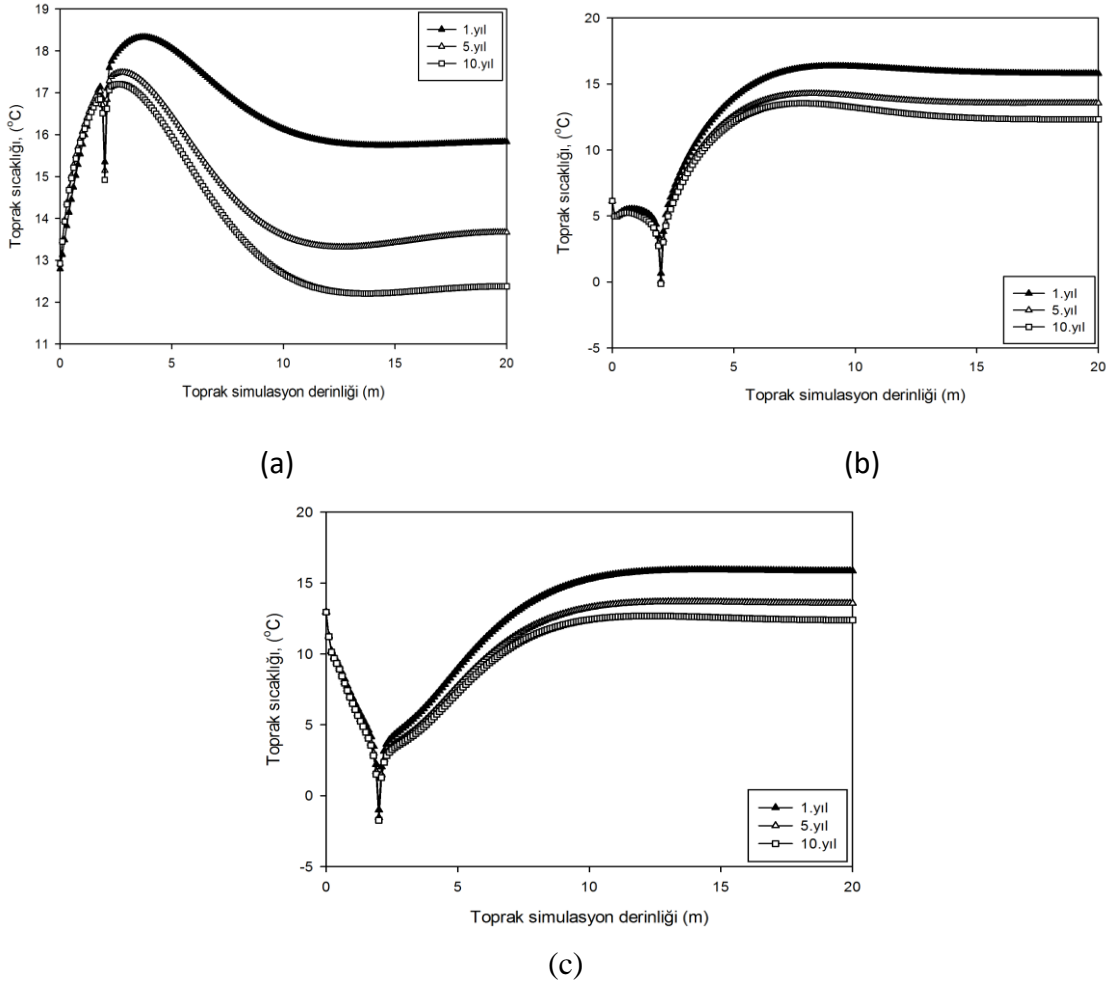 19
18
17
16
15
14
13
12
11
Toprak sıcaklığı, (°C)
1.yıl
5.yıl
10.yıl
0
5
10
15
20
Toprak simulasyon derinliği (m)
(a)
20
15
10
5
0
-5
Toprak sıcaklığı, (°C)
1.yıl
5.yıl
10.yıl
0
5
10
15
20
Toprak simulasyon derinliği (m)
(b)
20
15
10
5
0
-5
Toprak sıcaklığı, (°C)
1.yıl
5.yıl
10.yıl
0
5
10
15
20
Toprak simulasyon derinliği (m)
(c)